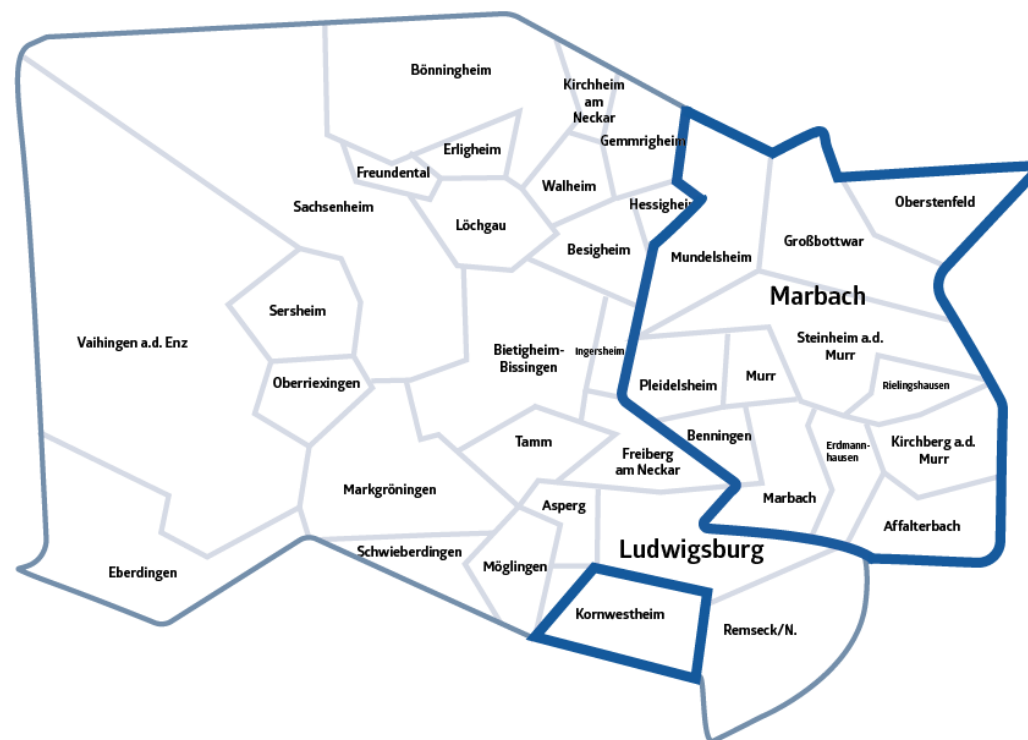 Bönningheim
Kirchheim
am
Neckar
Gemmrigheim
Erligheim
Freundental
Walheim
Sachsenheim
Löchgau
Hessigheim
Besigheim
Oberstenfeld
Großbottwar
Mundelsheim
Marbach
Sersheim
Vaihingen a.d. Enz
Bietigheim-
Bissingen
Ingersheim
Steinheim a.d.
Murr
Oberriexingen
Pleidelsheim
Murr
Rielingshausen
Tamm
Benningen
Freiberg
am Neckar
Erdmann-
hausen
Kirchberg a.d.
Murr
Markgröningen
Asperg
Marbach
Affalterbach
Schwieberdingen
Ludwigsburg
Möglingen
Eberdingen
Kornwestheim
Remseck/N.